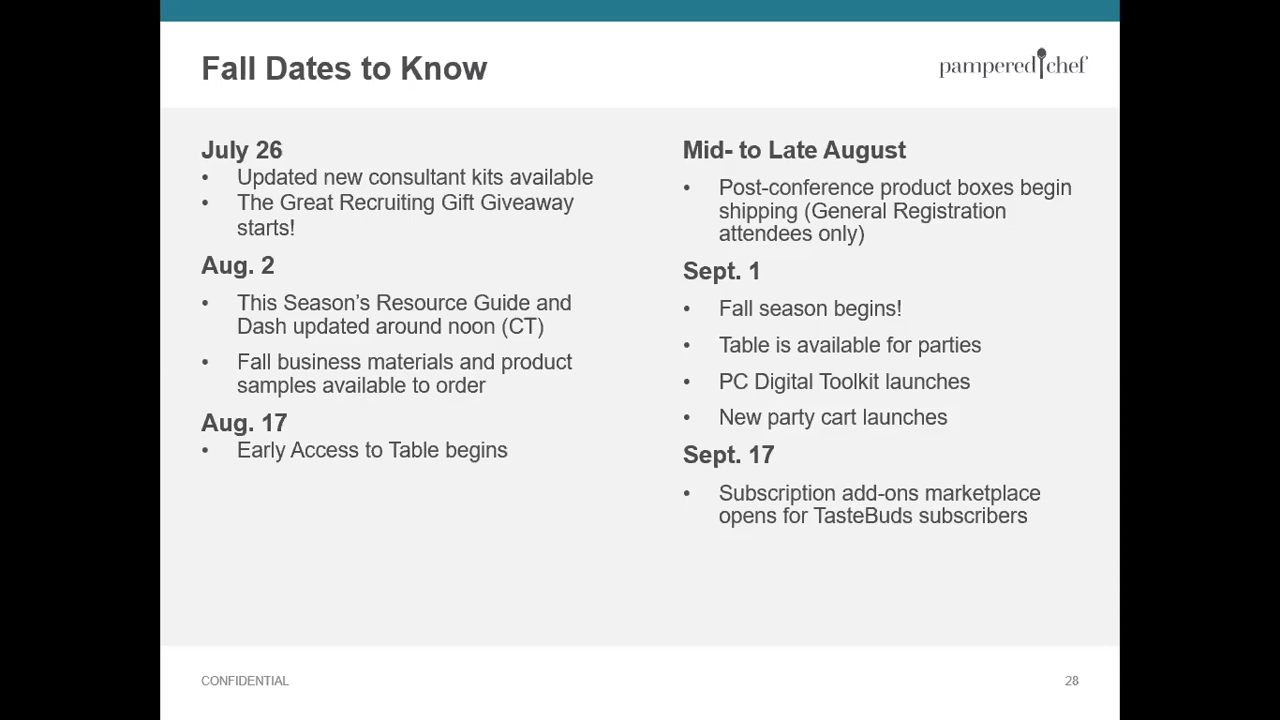 Fall Dates to Know
pampered chef
July 26
• Updated new consultant kits available
• The Great Recruiting Gift Giveaway
starts!
Aug. 2
• This Season’s Resource Guide and
Dash updated around noon (CT)
• Fall business materials and product
samples available to order
Aug. 17
• Early Access to Table begins
Mid- to Late August
• Post-conference product boxes begin
shipping (General Registration
attendees only)
Sept. 1
• Fall season begins!
• Table is available for parties
• PC Digital Toolkit launches
• New party cart launches
Sept. 17
• Subscription add-ons marketplace
opens for TasteBuds subscribers
CONFIDENTIAL
28